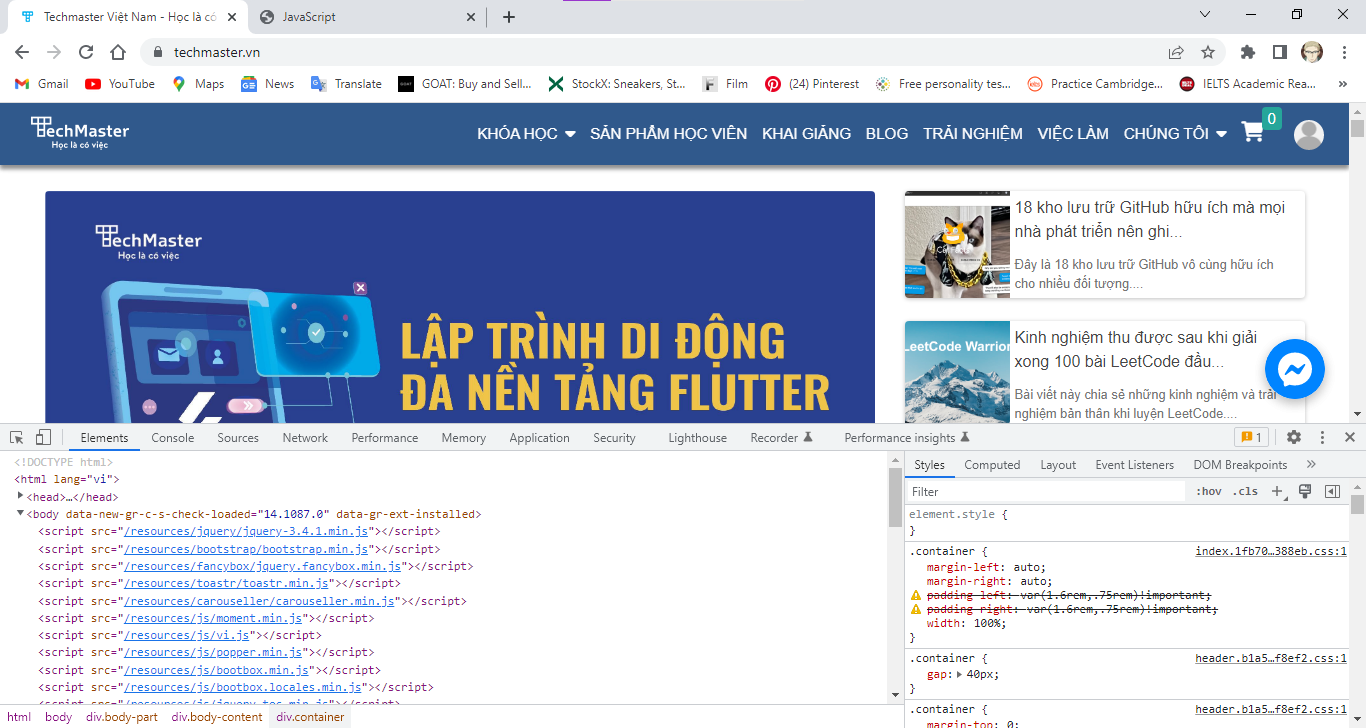 Techmaster Việt Nam - Học là có
JavaScript
techmaster.vn
Gmail
YouTube
Maps
News
Translate
GOAT: Buy and Sell...
StockX: Sneakers, St...
Film
(24) Pinterest
Free personality tes...
Practice Cambridge...
IELTS Academic Rea...
TechMaster
Học là có việc
KHÓA HỌC
SẢN PHẨM HỌC VIÊN
KHAI GIẢNG
BLOG
TRẢI NGHIỆM
VIỆC LÀM
CHÚNG TÔI
0
TechMaster
Học là có việc
LẬP TRÌNH DI ĐỘNG
ĐA NỀN TẢNG FLUTTER
18 kho lưu trữ GitHub hữu ích mà mọi
nhà phát triển nên ghi...
Đây là 18 kho lưu trữ GitHub vô cùng hữu ích
cho nhiều đối tượng....
LeetCode Warrior
Kinh nghiệm thu được sau khi giải
xong 100 bài LeetCode đầu...
Bài viết này chia sẻ những kinh nghiệm và trải
nghiệm bản thân khi luyện LeetCode....
Elements
Console
Sources
Network
Performance
Memory
Application
Security
Lighthouse
Recorder
Performance insights
1
<!DOCTYPE html>
<html lang="vi">
<head>…</head>
<body data-new-gr-c-s-check-loaded="14.1087.0" data-gr-ext-installed>
<script src="/resources/jquery/jquery-3.4.1.min.js"></script>
<script src="/resources/bootstrap/bootstrap.min.js"></script>
<script src="/resources/fancybox/jquery.fancybox.min.js"></script>
<script src="/resources/toastr/toastr.min.js"></script>
<script src="/resources/carouseller/carouseller.min.js"></script>
<script src="/resources/js/moment.min.js"></script>
<script src="/resources/js/vi.js"></script>
<script src="/resources/js/popper.min.js"></script>
<script src="/resources/js/bootbox.min.js"></script>
<script src="/resources/js/bootbox.locales.min.js"></script>
<script src="/resources/js/jquery-toc.min.js"></script>
html body div.body-part div.body-content div.container
Styles
Computed
Layout
Event Listeners
DOM Breakpoints
Filter
:hov .cls
element.style {
}
.container { index.1fb70…388eb.css:1
margin-left: auto;
margin-right: auto;
padding-left: var(1.6rem,.75rem)!important;
padding-right: var(1.6rem,.75rem)!important;
width: 100%;
}
.container { header.b1a5…f8ef2.css:1
gap: 40px;
}
.container { header.b1a5…f8ef2.css:1
margin-top: 0;